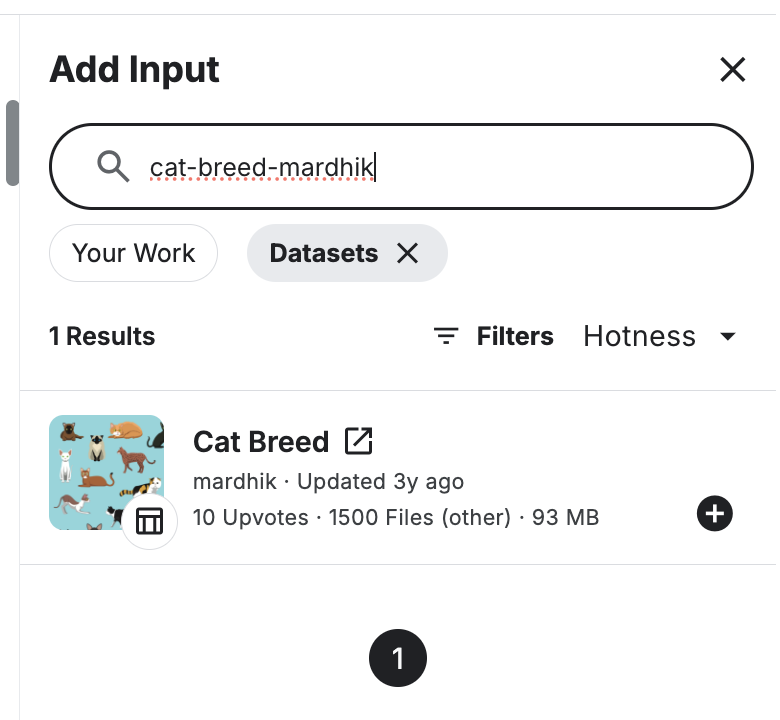 Add Input
cat-breed-mardhik
Your Work Datasets
1 Results Filters Hotness
Cat Breed
mardhik · Updated 3y ago
10 Upvotes · 1500 Files (other) · 93 MB
1